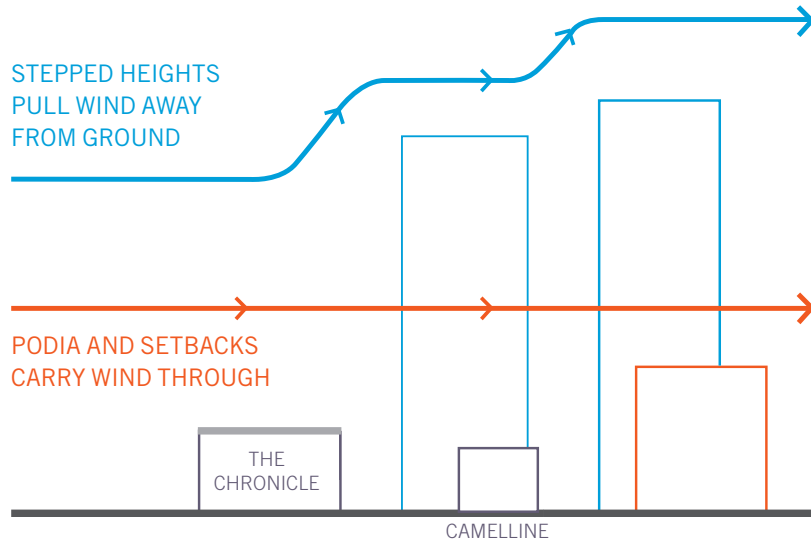 STEPPED HEIGHTS
PULL WIND AWAY
FROM GROUND
PODIA AND SETBACKS
CARRY WIND THROUGH
THE
CHRONICLE
CAMELLINE